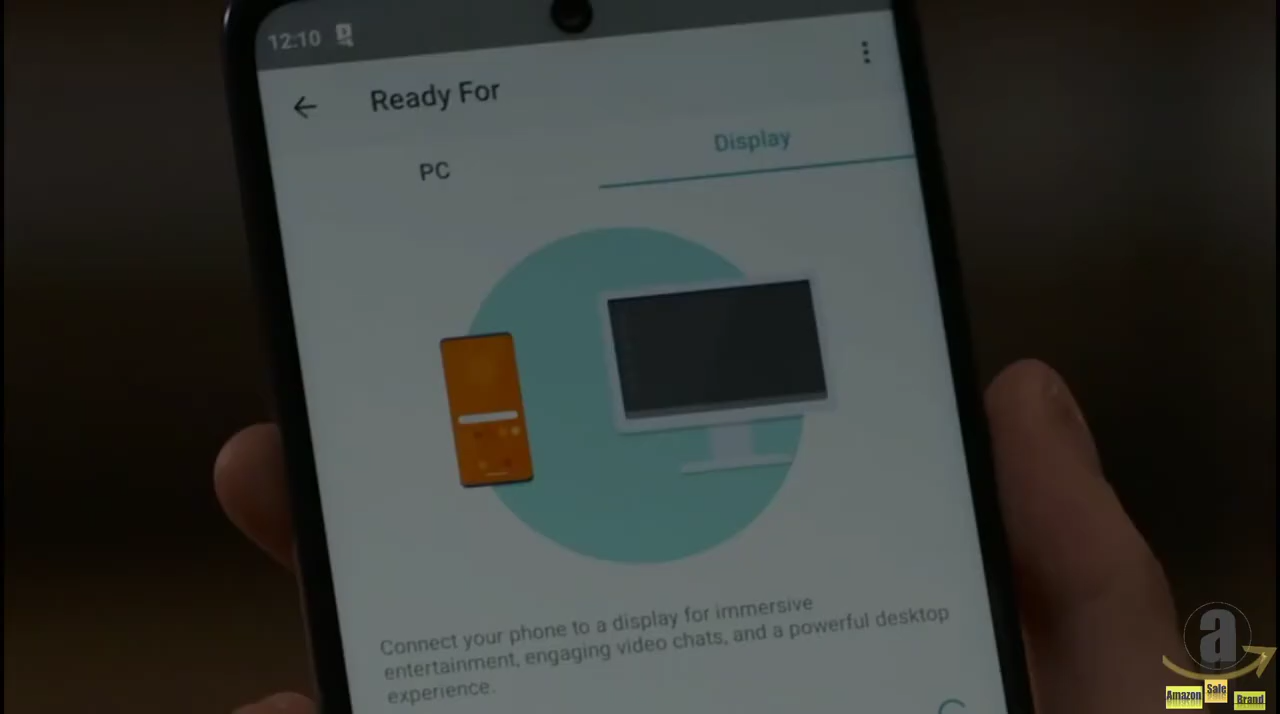 12:10
Ready For
PC
Display
Connect your phone to a display for immersive
entertainment, engaging video chats, and a powerful desktop
experience.
a
Amazon
Sale
Brand